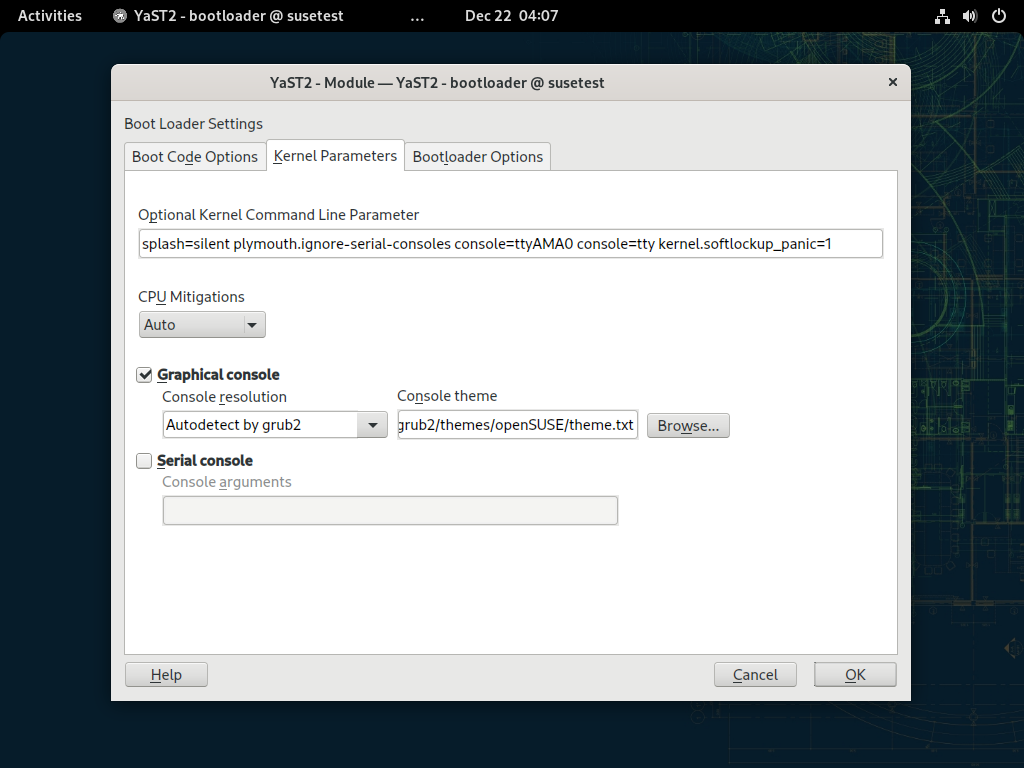 Activities YaST2 - bootloader @ susetest ... Dec 22 04:07
YaST2 - Module — YaST2 - bootloader @ susetest ×
Boot Loader Settings
Boot Code Options Kernel Parameters Bootloader Options
Optional Kernel Command Line Parameter
splash=silent plymouth.ignore-serial-consoles console=ttyAMA0 console=tty kernel.softlockup_panic=1
CPU Mitigations
Auto
Graphical console
Console resolution Console theme
Autodetect by grub2 grub2/themes/openSUSE/theme.txt Browse...
Serial console
Console arguments
Help Cancel OK